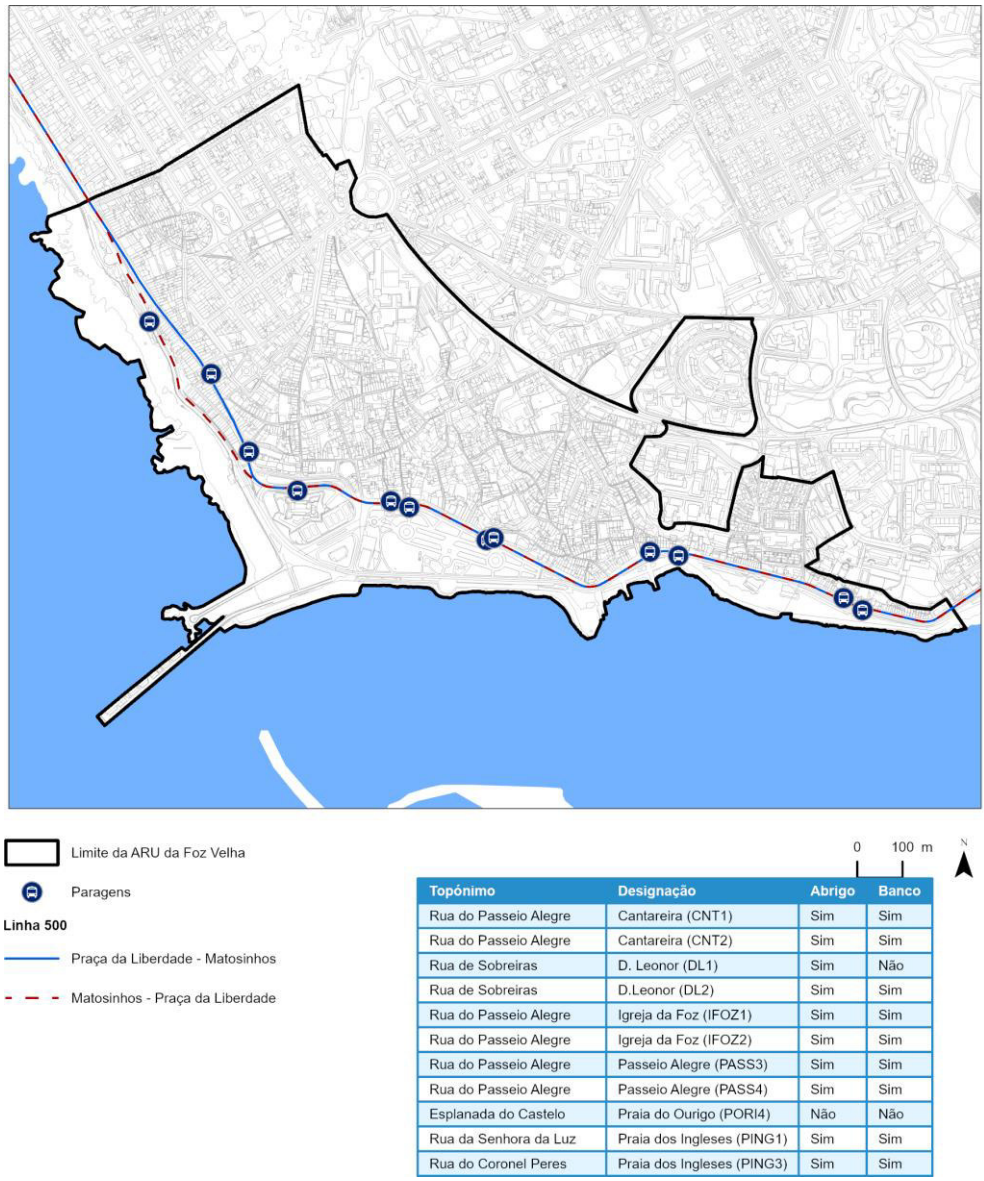 Limite da ARU da Foz Velha
Paragens
Linha 500
Praça da Liberdade - Matosinhos
Matosinhos - Praça da Liberdade
0 100 m N
Topónimo Designação Abrigo Banco
Rua do Passeio Alegre Cantareira (CNT1) Sim Sim
Rua do Passeio Alegre Cantareira (CNT2) Sim Sim
Rua de Sobreiras D. Leonor (DL1) Sim Não
Rua de Sobreiras D.Leonor (DL2) Sim Sim
Rua do Passeio Alegre Igreja da Foz (IFOZ1) Sim Sim
Rua do Passeio Alegre Igreja da Foz (IFOZ2) Sim Sim
Rua do Passeio Alegre Passeio Alegre (PASS3) Sim Sim
Rua do Passeio Alegre Passeio Alegre (PASS4) Sim Sim
Esplanada do Castelo Praia do Ourigo (PORI4) Não Não
Rua da Senhora da Luz Praia dos Ingleses (PING1) Sim Sim
Rua do Coronel Peres Praia dos Ingleses (PING3) Sim Sim